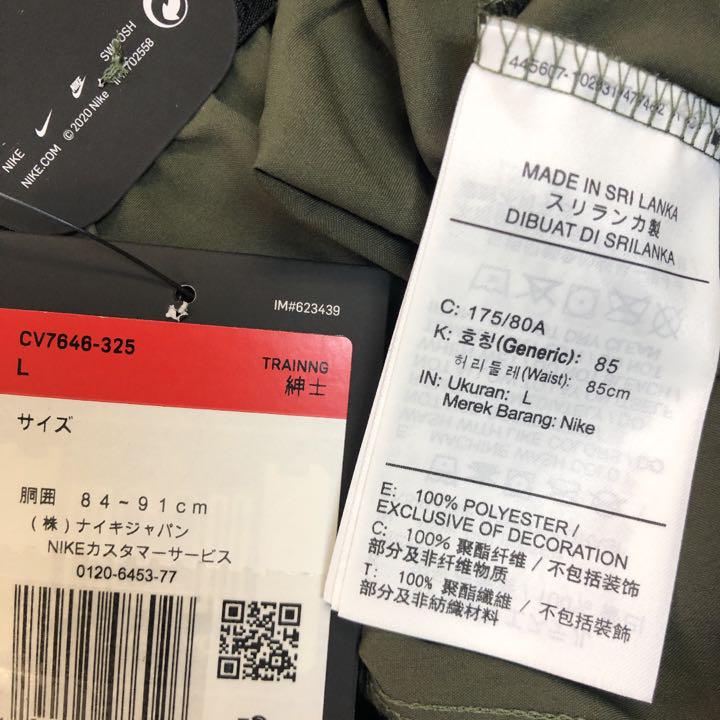 SWOOSH
702558
© 2020 Nike
NIKE
NIKE.COM
IM#623439
CV7646-325
L
TRAINNG
紳士
サイズ
胴囲 84~91cm
(株)ナイキジャパン
NIKEカスタマーサービス
0120-6453-77
MADE IN SRI LANKA
スリランカ製
DIBUAT DI SRILANKA
C: 175/80A
K: 호칭(Generic): 85
허리둘레(Waist): 85cm
IN: Ukuran: L
Merek Barang: Nike
E: 100% POLYESTER /
EXCLUSIVE OF DECORATION
C: 100% 聚酯纤维 / 不包括装饰
部分及非纤维物质
T: 100% 聚酯纖維 / 不包括裝飾
部分及非紡織材料